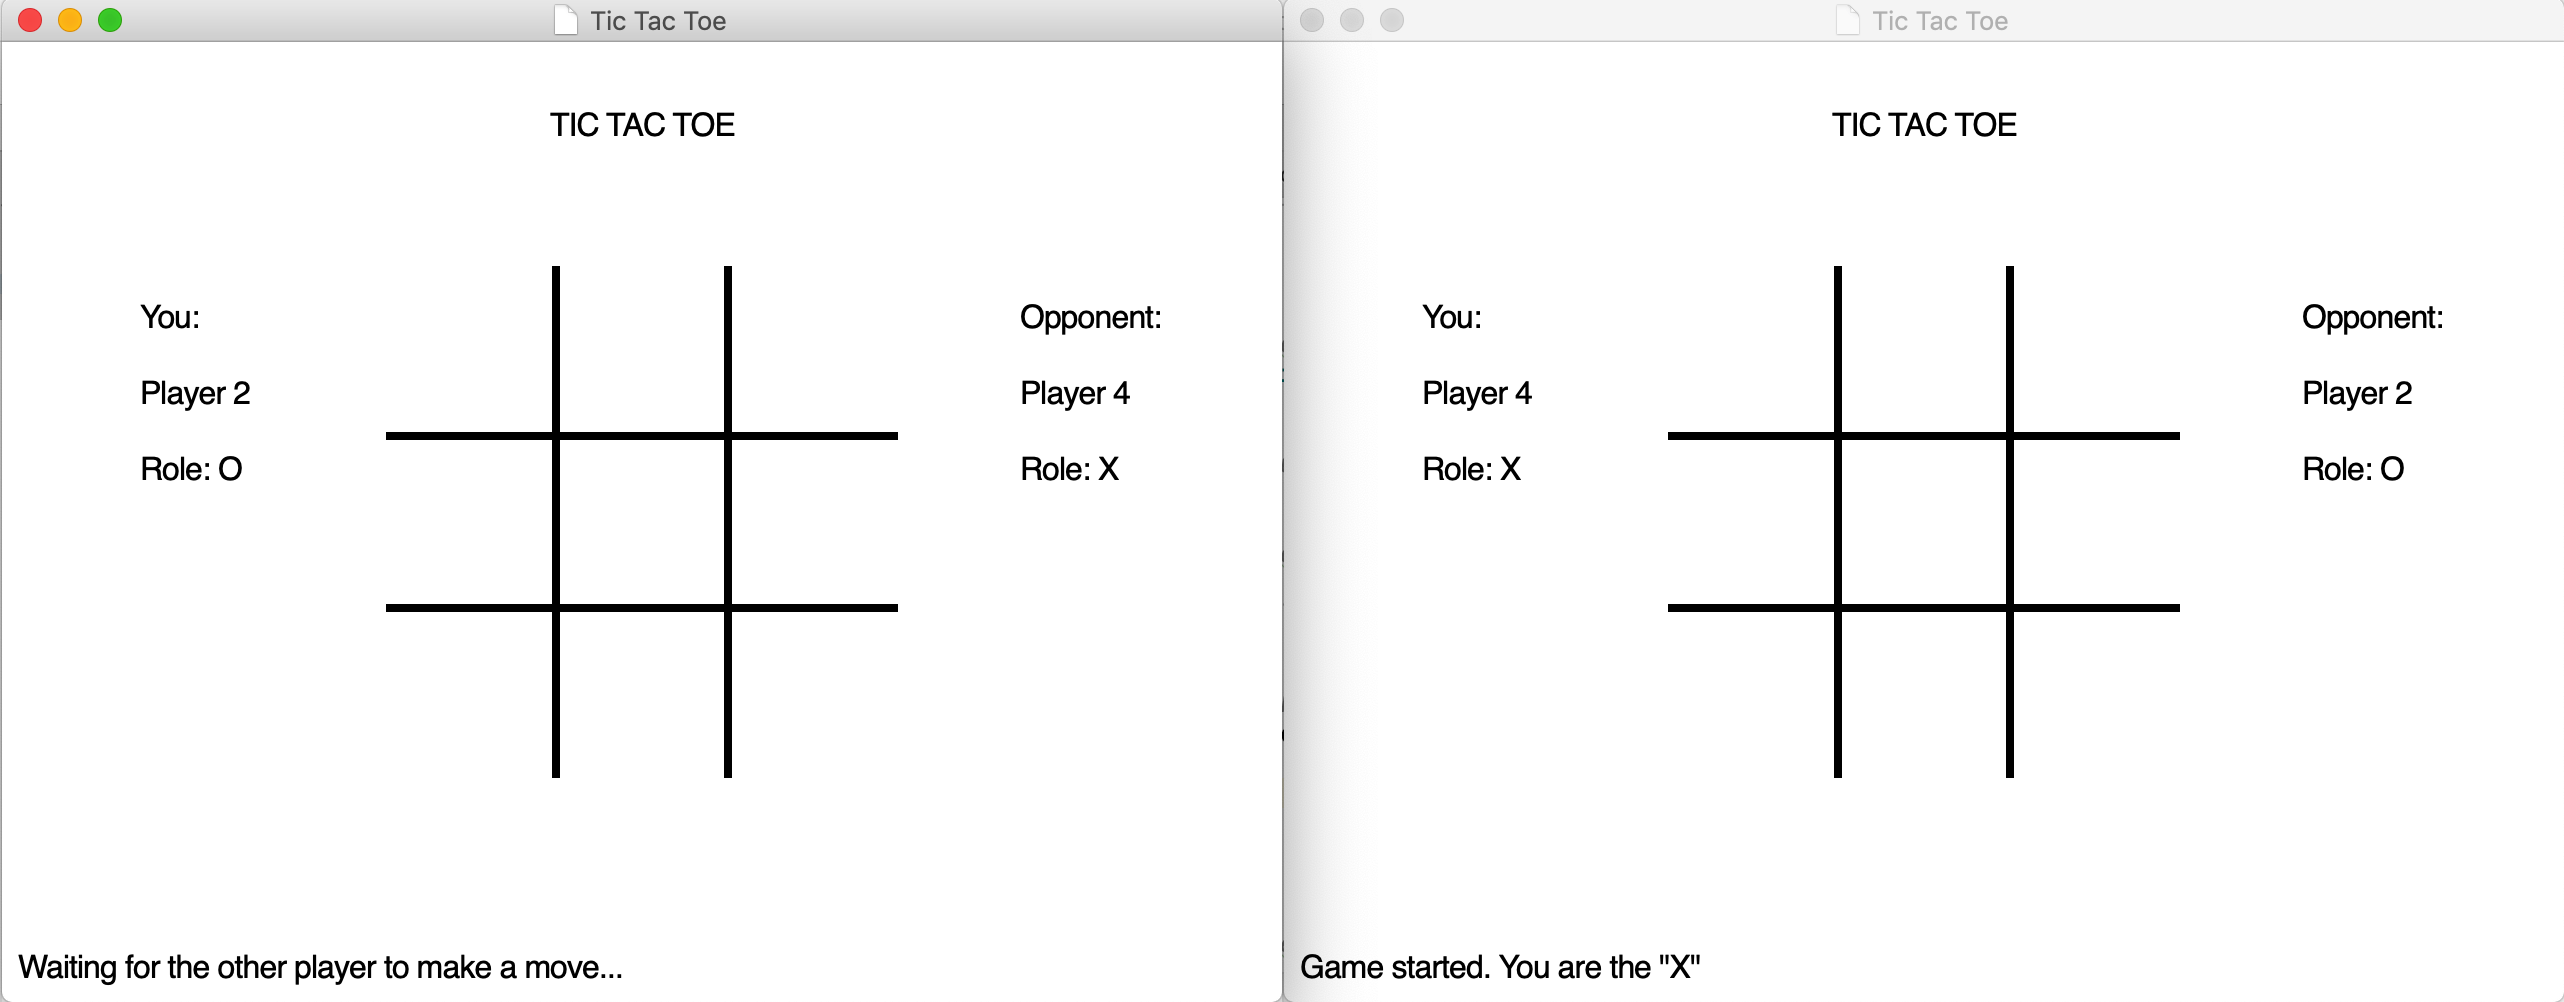 Tic Tac Toe
TIC TAC TOE
You:
Player 2
Role: O
Opponent:
Player 4
Role: X
Waiting for the other player to make a move...
Tic Tac Toe
TIC TAC TOE
You:
Player 4
Role: X
Opponent:
Player 2
Role: O
Game started. You are the "X"